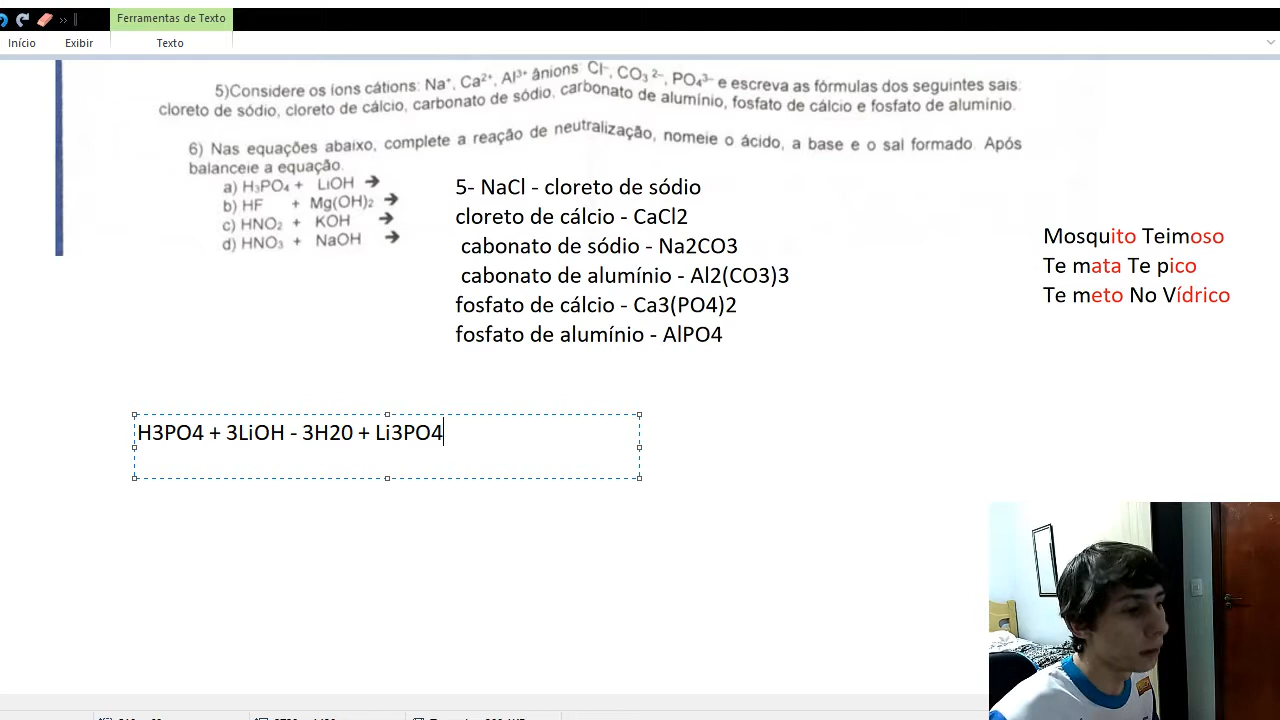 Ferramentas de Texto
Início Exibir Texto
5)Considere os íons cátions: Na⁺, Ca²⁺, Al³⁺ ânions: Cl⁻, CO₃ ²⁻, PO₄³⁻ e escreva as fórmulas dos seguintes sais:
cloreto de sódio, cloreto de cálcio, carbonato de sódio, carbonato de alumínio, fosfato de cálcio e fosfato de alumínio.
6) Nas equações abaixo, complete a reação de neutralização, nomeie o ácido, a base e o sal formado. Após
balanceie a equação.
a) H₃PO₄ + LiOH ➔
b) HF + Mg(OH)₂ ➔
c) HNO₂ + KOH ➔
d) HNO₃ + NaOH ➔
5- NaCl - cloreto de sódio
cloreto de cálcio - CaCl2
cabonato de sódio - Na2CO3
cabonato de alumínio - Al2(CO3)3
fosfato de cálcio - Ca3(PO4)2
fosfato de alumínio - AlPO4
Mosquito Teimoso
Te mata Te pico
Te meto No Vídrico
H3PO4 + 3LiOH - 3H20 + Li3PO4